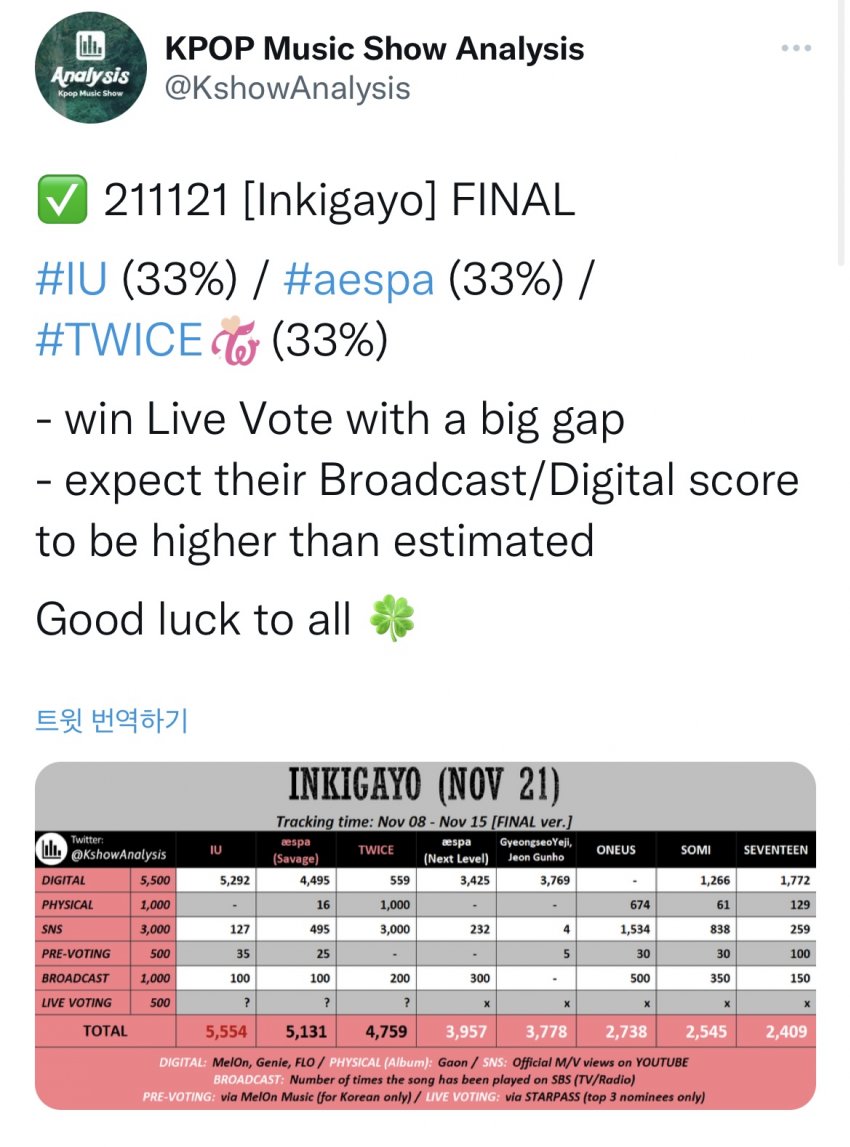 Analysis
Kpop Music Show
KPOP Music Show Analysis
@KshowAnalysis
✅ 211121 [Inkigayo] FINAL
#IU (33%) / #aespa (33%) /
#TWICE (33%)
- win Live Vote with a big gap
- expect their Broadcast/Digital score
to be higher than estimated
Good luck to all 🍀
트윗 번역하기
INKIGAYO (NOV 21)
Tracking time: Nov 08 - Nov 15 [FINAL ver.]
Twitter: @KshowAnalysis IU æspa (Savage) TWICE æspa (Next Level) GyeongseoYeji, Jeon Gunho ONEUS SOMI SEVENTEEN
DIGITAL 5,500 5,292 4,495 559 3,425 3,769 - 1,266 1,772
PHYSICAL 1,000 - 16 1,000 - - 674 61 129
SNS 3,000 127 495 3,000 232 4 1,534 838 259
PRE-VOTING 500 35 25 - - 5 30 30 100
BROADCAST 1,000 100 100 200 300 - 500 350 150
LIVE VOTING 500 ? ? ? x x x x x
TOTAL 5,554 5,131 4,759 3,957 3,778 2,738 2,545 2,409
DIGITAL: MelOn, Genie, FLO / PHYSICAL (Album): Gaon / SNS: Official M/V views on YOUTUBE
BROADCAST: Number of times the song has been played on SBS (TV/Radio)
PRE-VOTING: via MelOn Music (for Korean only) / LIVE VOTING: via STARPASS (top 3 nominees only)